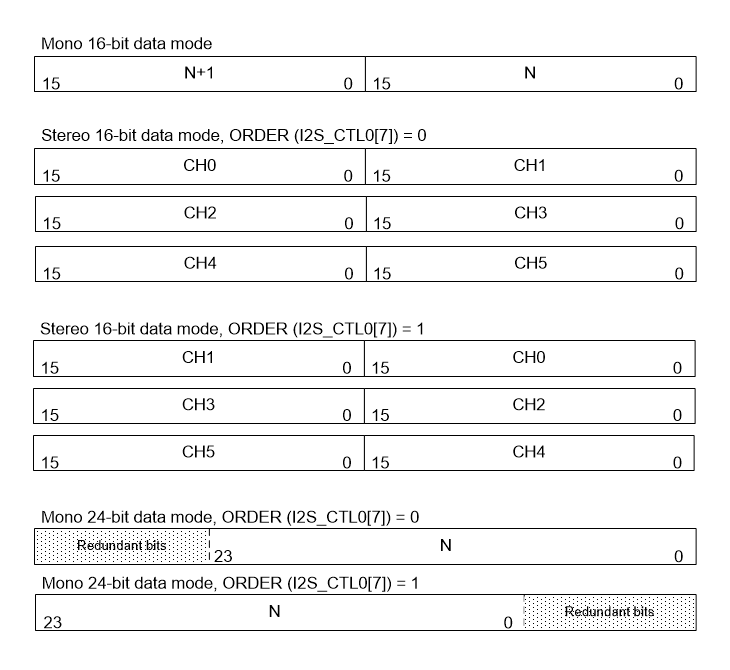 Mono 16-bit data mode
15 N+1 0 15 N 0
Stereo 16-bit data mode, ORDER (I2S_CTL0[7]) = 0
15 CH0 0 15 CH1 0
15 CH2 0 15 CH3 0
15 CH4 0 15 CH5 0
Stereo 16-bit data mode, ORDER (I2S_CTL0[7]) = 1
15 CH1 0 15 CH0 0
15 CH3 0 15 CH2 0
15 CH5 0 15 CH4 0
Mono 24-bit data mode, ORDER (I2S_CTL0[7]) = 0
Redundant bits 23 N 0
Mono 24-bit data mode, ORDER (I2S_CTL0[7]) = 1
23 N 0 Redundant bits